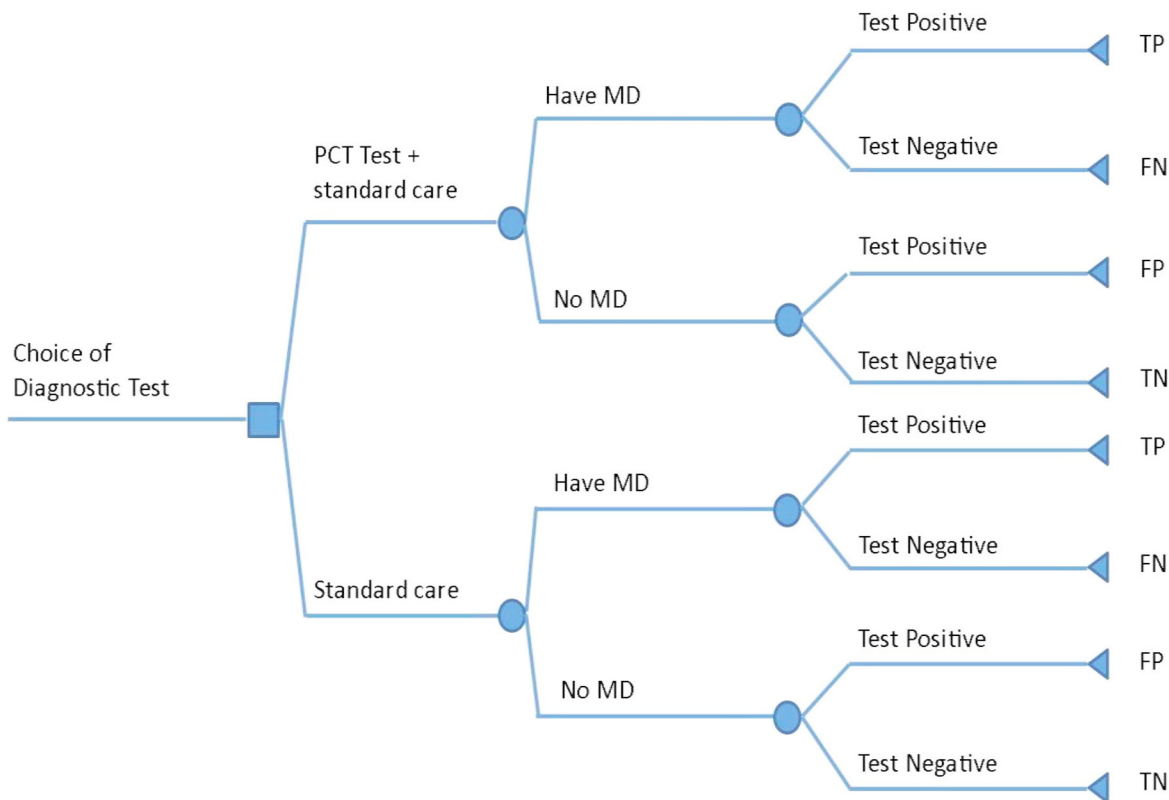 Test Positive
TP
Have MD
Test Negative
FN
PCT Test +
standard care
Test Positive
FP
No MD
Test Negative
TN
Choice of
Diagnostic Test
Test Positive
TP
Have MD
Test Negative
FN
Standard care
Test Positive
FP
No MD
Test Negative
TN